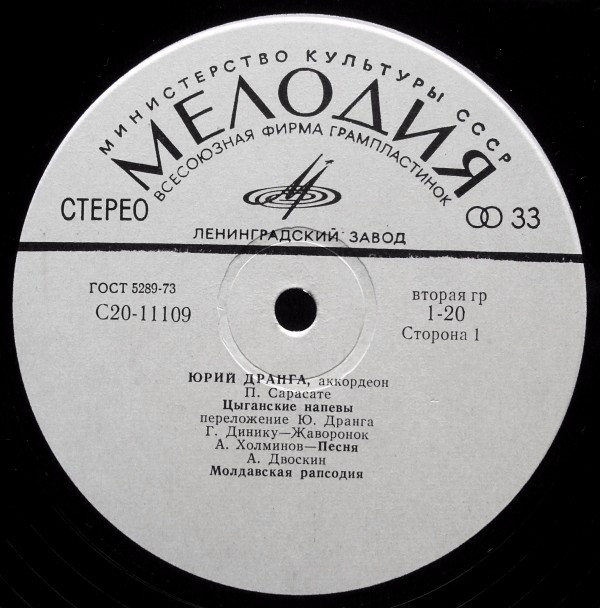 МИНИСТЕРСТВО КУЛЬТУРЫ СССР
МЕЛОДИЯ
ВСЕСОЮЗНАЯ ФИРМА ГРАМПЛАСТИНОК
СТЕРЕО
33
ЛЕНИНГРАДСКИЙ ЗАВОД
ГОСТ 5289-73
С20-11109
вторая гр
1-20
Сторона 1
ЮРИЙ ДРАНГА, аккордеон
П. Сарасате
Цыганские напевы
переложение Ю. Дранга
Г. Динику—Жаворонок
А. Холминов—Песня
А. Двоскин
Молдавская рапсодия